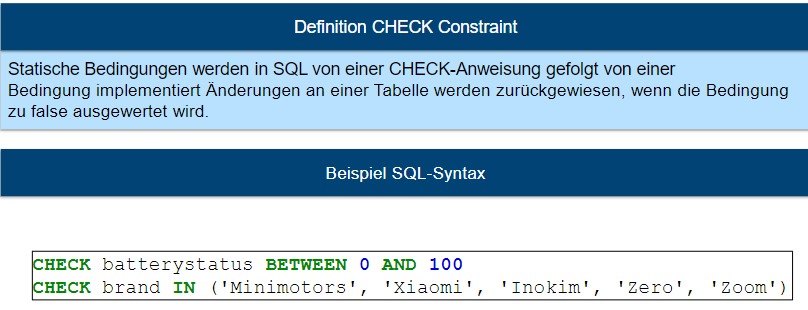 Definition CHECK Constraint
Statische Bedingungen werden in SQL von einer CHECK-Anweisung gefolgt von einer
Bedingung implementiert Änderungen an einer Tabelle werden zurückgewiesen, wenn die Bedingung
zu false ausgewertet wird.
Beispiel SQL-Syntax
CHECK batterystatus BETWEEN 0 AND 100
CHECK brand IN ('Minimotors', 'Xiaomi', 'Inokim', 'Zero', 'Zoom')